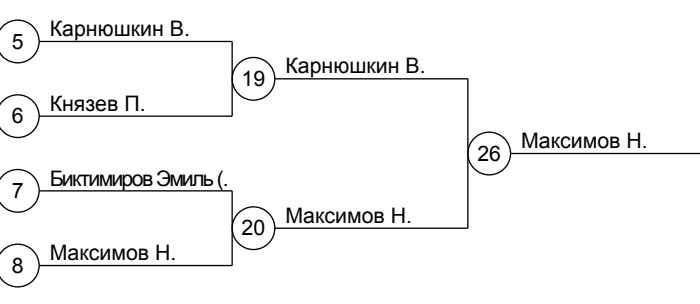 5 Карнюшкин В.
19 Карнюшкин В.
6 Князев П.
26 Максимов Н.
7 Биктимиров Эмиль (.
20 Максимов Н.
8 Максимов Н.